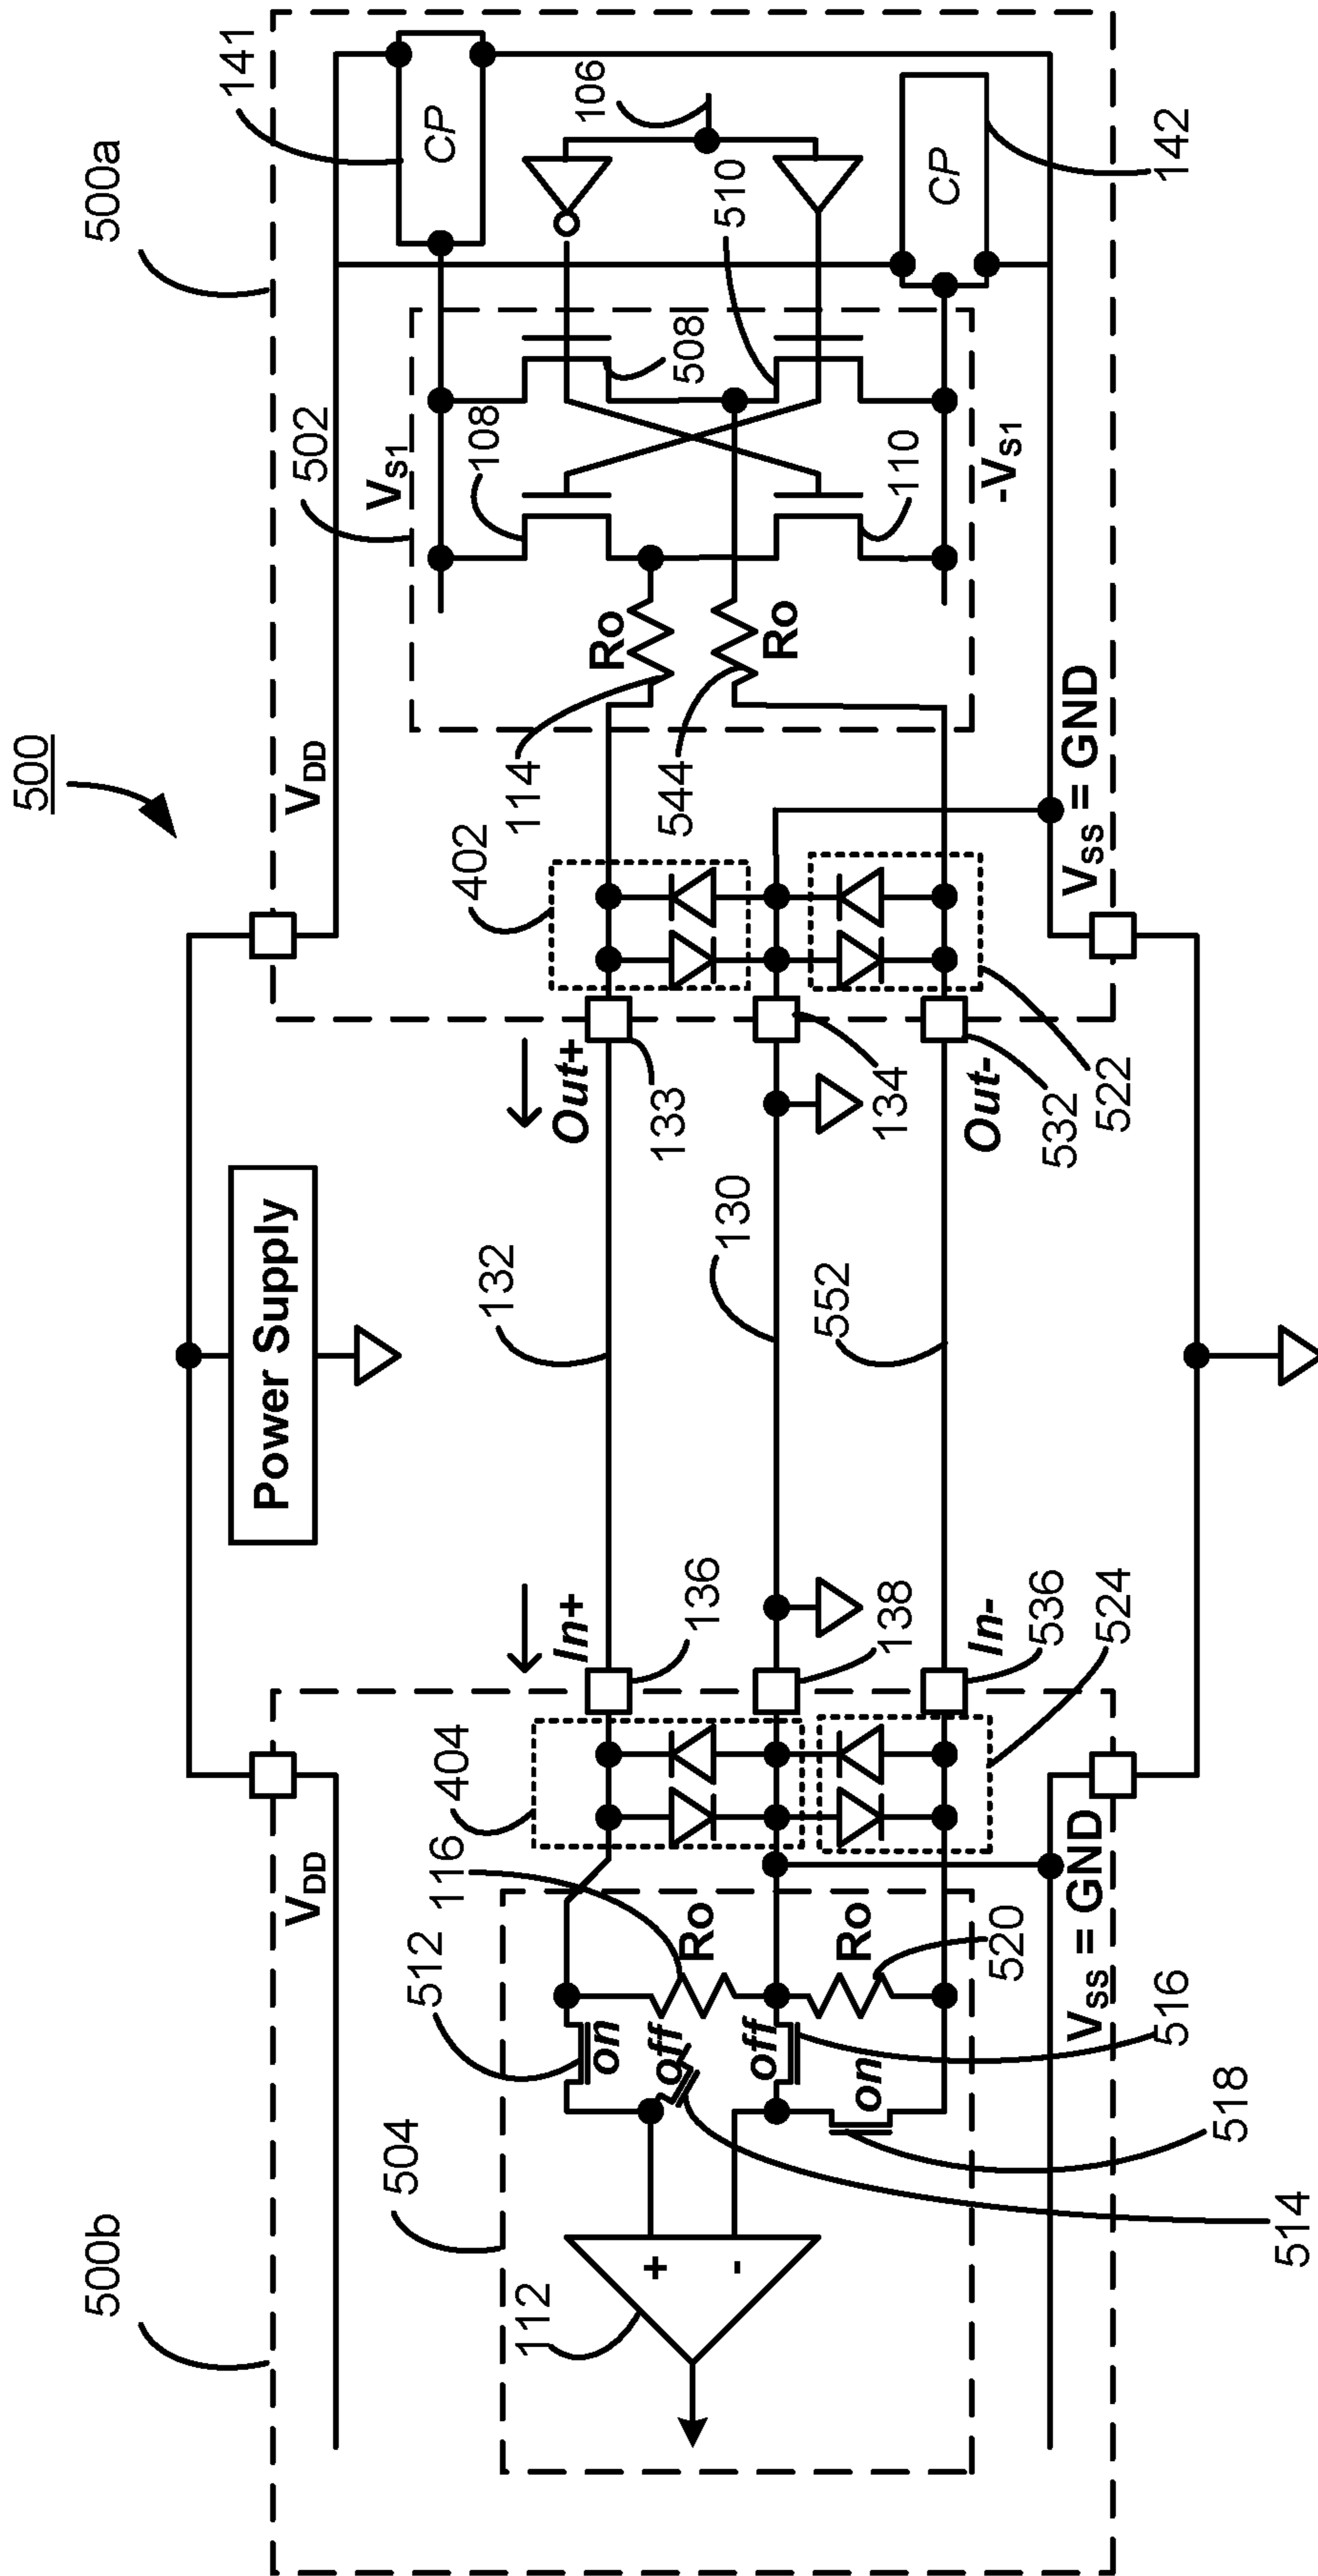 500
500b
500a
Power Supply
V_DD
V_DD
141
CP
502
V_S1
108
106
508
510
110
-V_S1
CP
142
Ro
Ro
114
544
402
V_SS = GND
Out+
133
134
Out-
532
522
132
130
552
In+
136
138
In-
536
524
404
116
512
Ro
Ro
on
off
off
on
520
516
518
514
504
112
+
-
V_SS = GND